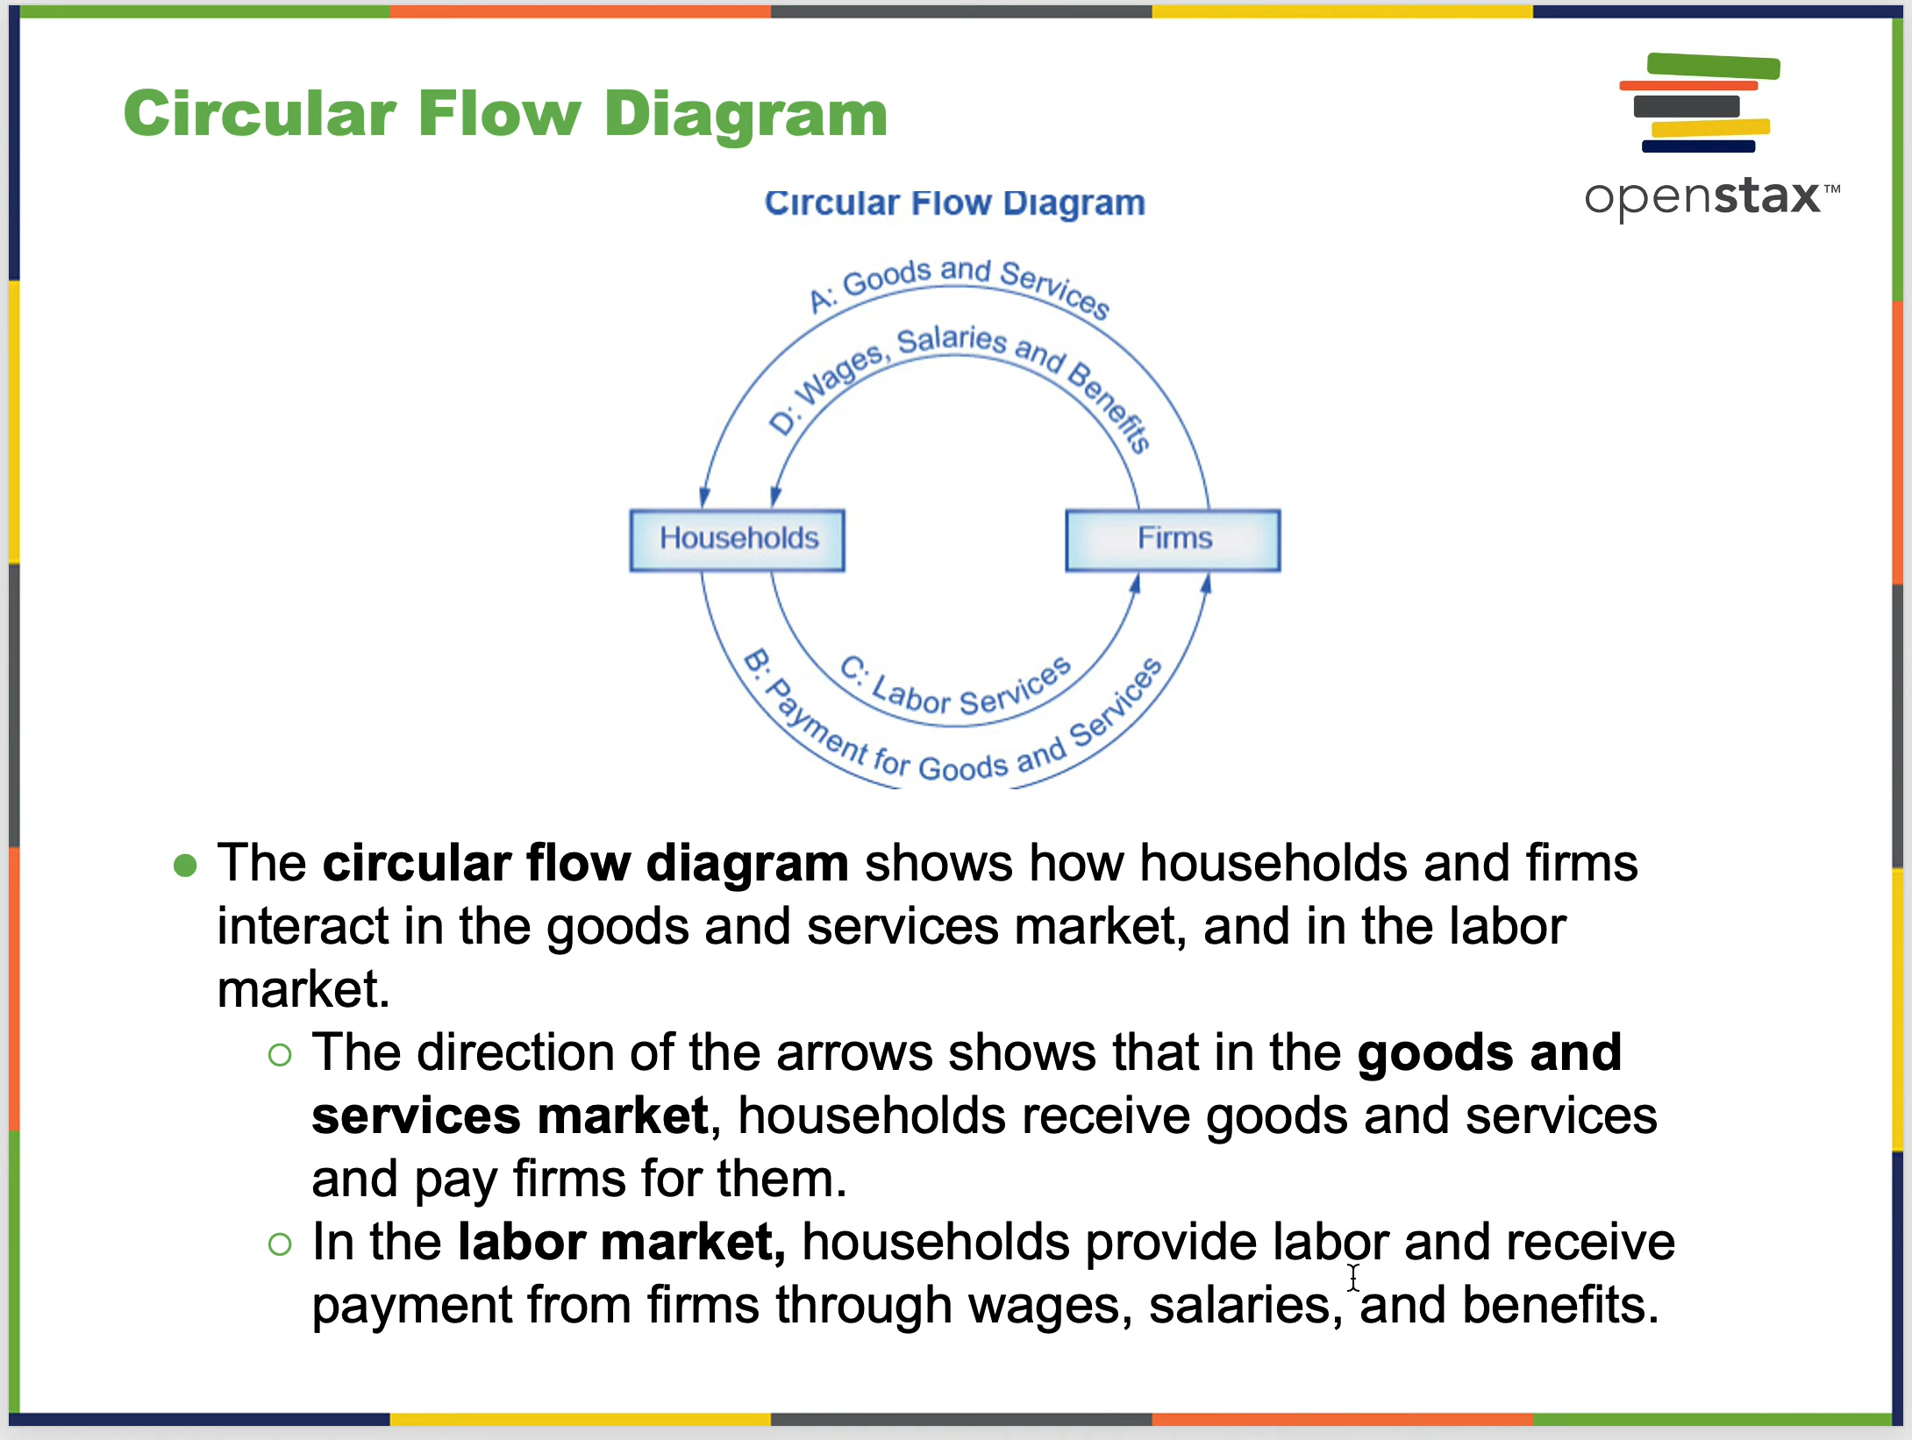 Circular Flow Diagram
openstax™
Circular Flow Diagram
A: Goods and Services
D: Wages, Salaries and Benefits
Households
Firms
C: Labor Services
B: Payment for Goods and Services
● The circular flow diagram shows how households and firms
interact in the goods and services market, and in the labor
market.
○ The direction of the arrows shows that in the goods and
services market, households receive goods and services
and pay firms for them.
○ In the labor market, households provide labor and receive
payment from firms through wages, salaries, and benefits.